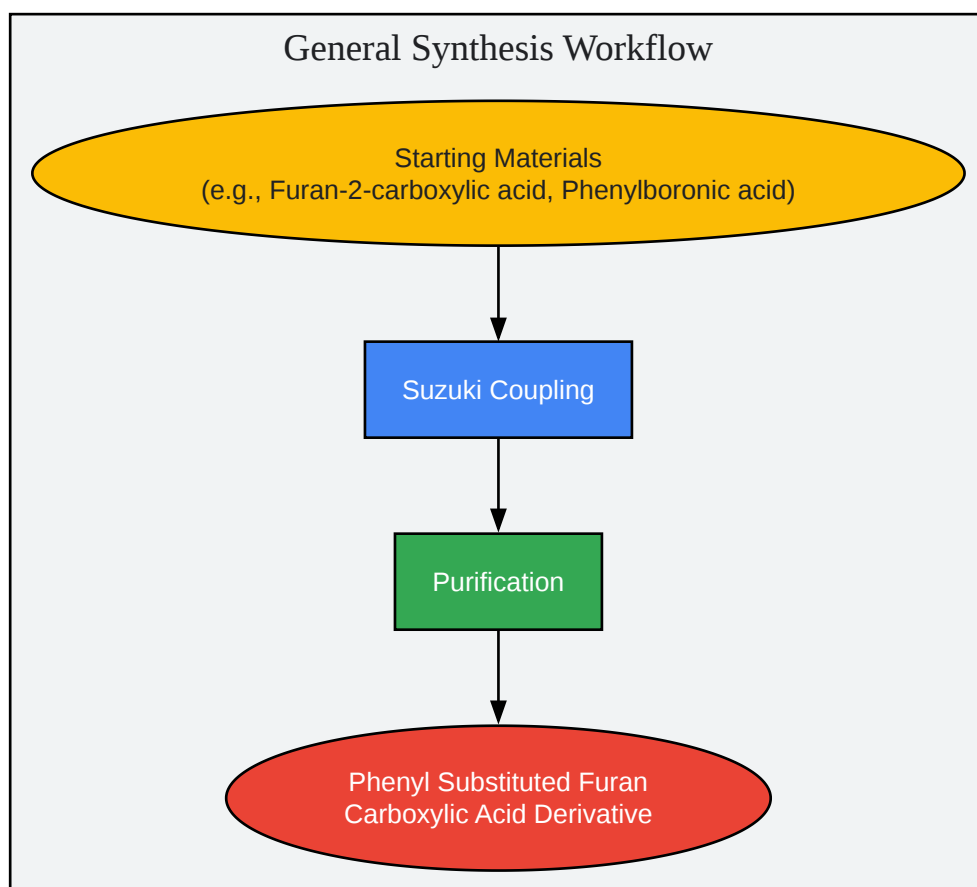 General Synthesis Workflow
Starting Materials
(e.g., Furan-2-carboxylic acid, Phenylboronic acid)
Suzuki Coupling
Purification
Phenyl Substituted Furan
Carboxylic Acid Derivative